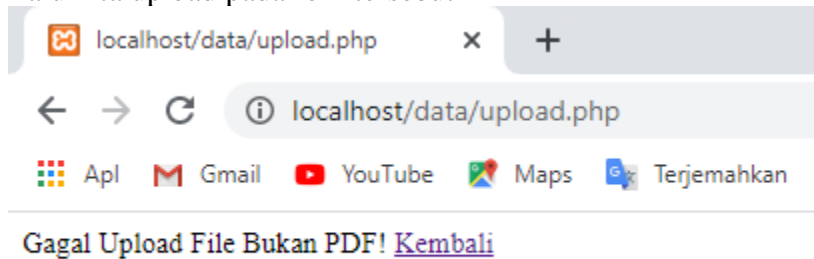 localhost/data/upload.php
localhost/data/upload.php
Apl Gmail YouTube Maps Terjemahkan
Gagal Upload File Bukan PDF! Kembali